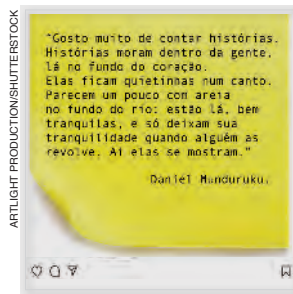 "Gosto muito de contar histórias.
Histórias moram dentro da gente,
lá no fundo do coração.
Elas ficam quietinhas num canto.
Parecem um pouco com areia
no fundo do rio: estão lá, bem
tranquilas, e só deixam sua
tranquilidade quando alguém as
revolve. Aí elas se mostram."
Daniel Munduruku.
ARTLIGHT PRODUCTION/SHUTTERSTOCK